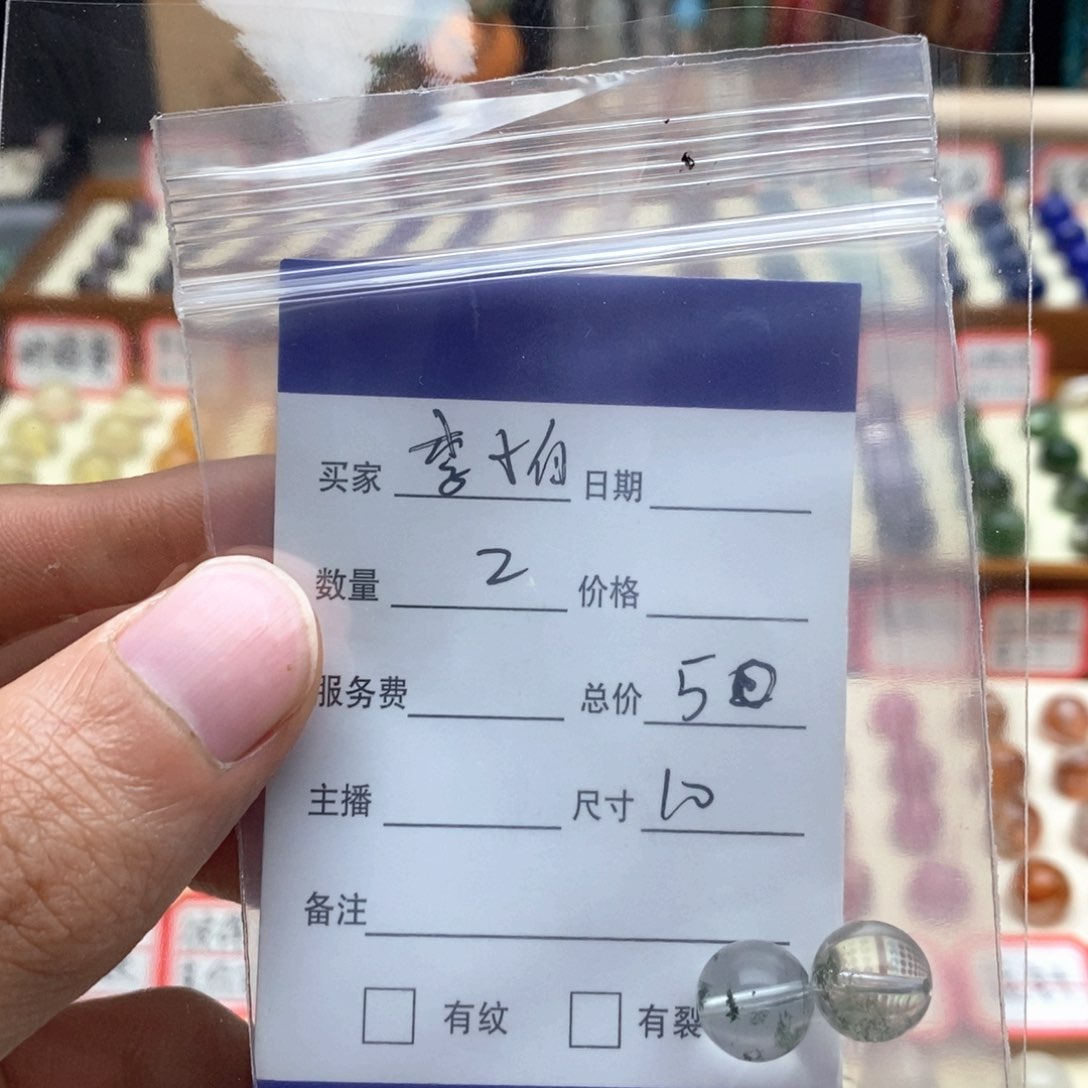 买家 李十伯 日期
数量 2 价格
服务费 总价 50
主播 尺寸 10
备注
有纹 有裂